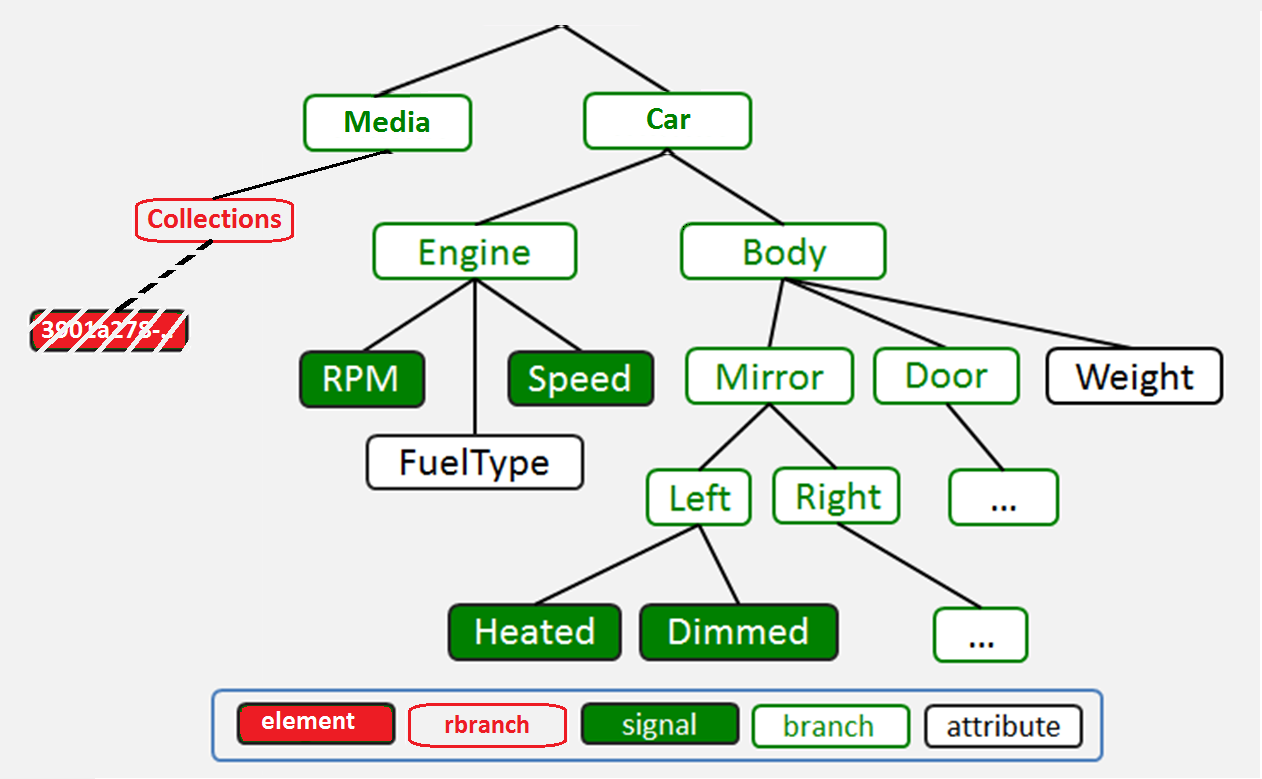 Media
Car
Collections
Engine
Body
3901a278-..
RPM
Speed
Mirror
Door
Weight
FuelType
Left
Right
...
Heated
Dimmed
...
element
rbranch
signal
branch
attribute